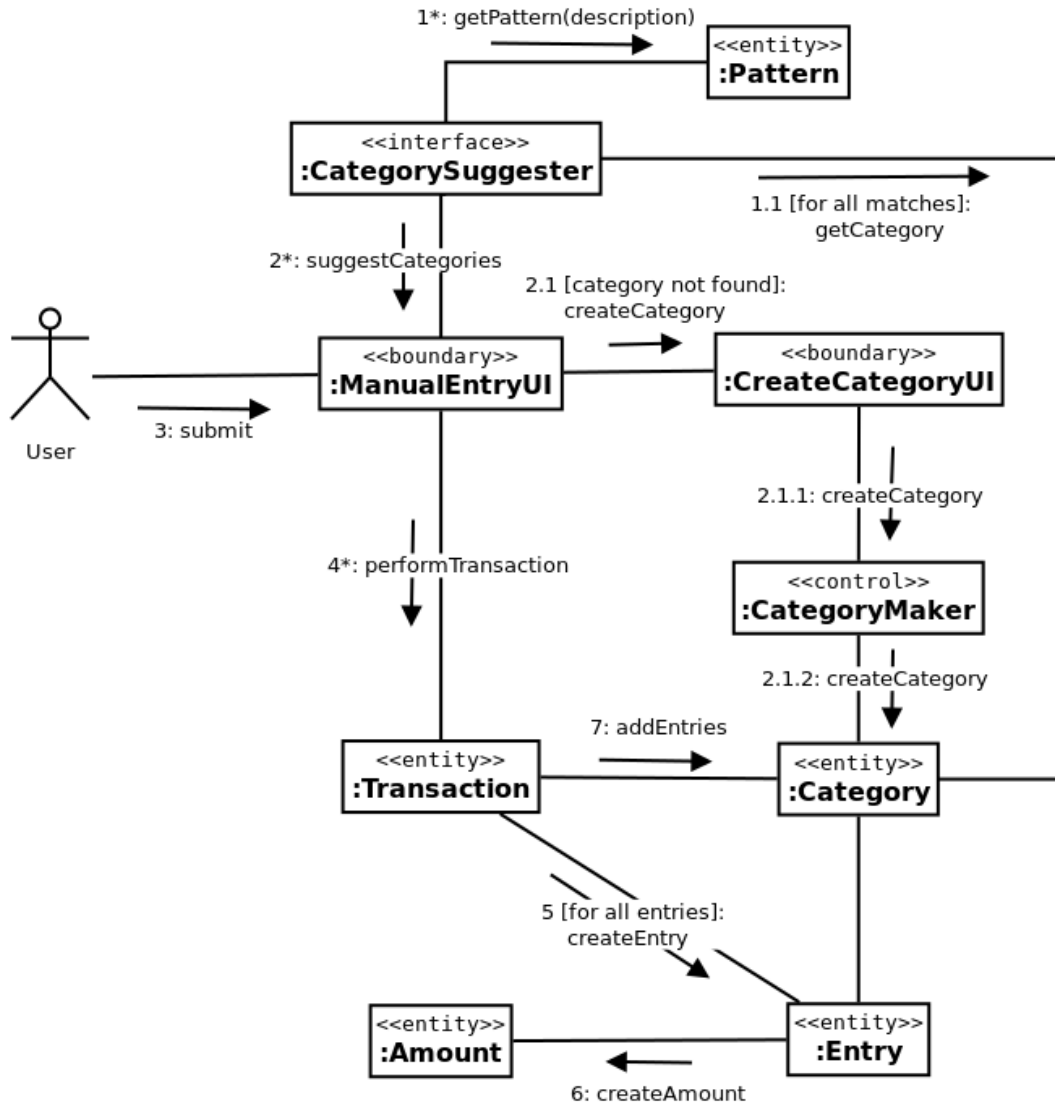 1*: getPattern(description)
<<entity>>
:Pattern
<<interface>>
:CategorySuggester
1.1 [for all matches]:
getCategory
2*: suggestCategories
2.1 [category not found]:
createCategory
<<boundary>>
:ManualEntryUI
<<boundary>>
:CreateCategoryUI
3: submit
User
2.1.1: createCategory
4*: performTransaction
<<control>>
:CategoryMaker
2.1.2: createCategory
7: addEntries
<<entity>>
:Transaction
<<entity>>
:Category
5 [for all entries]:
createEntry
<<entity>>
:Amount
<<entity>>
:Entry
6: createAmount